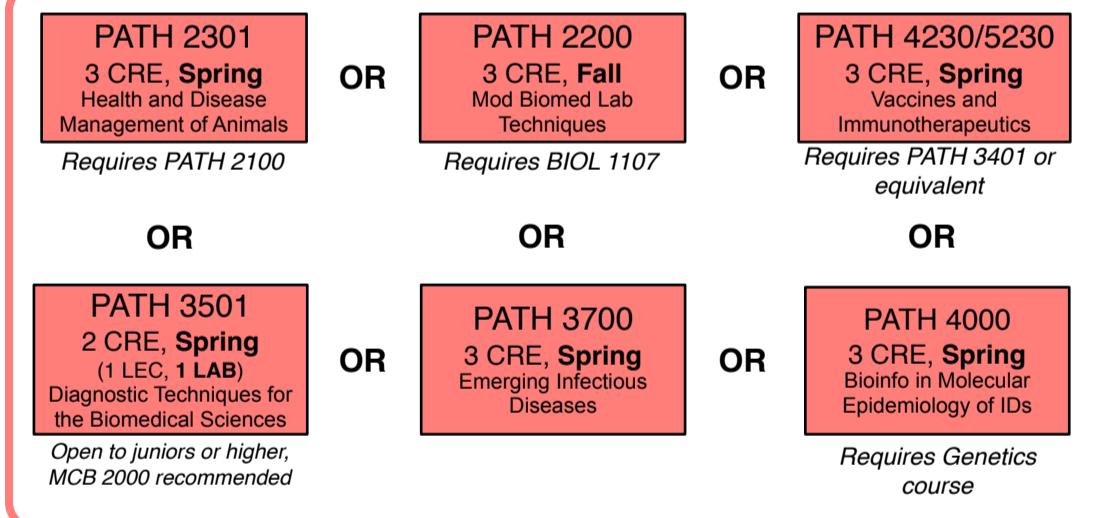 PATH 2301
3 CRE, Spring
Health and Disease
Management of Animals
Requires PATH 2100
OR
PATH 2200
3 CRE, Fall
Mod Biomed Lab
Techniques
Requires BIOL 1107
OR
PATH 4230/5230
3 CRE, Spring
Vaccines and
Immunotherapeutics
Requires PATH 3401 or
equivalent
OR
OR
OR
PATH 3501
2 CRE, Spring
(1 LEC, 1 LAB)
Diagnostic Techniques for
the Biomedical Sciences
Open to juniors or higher,
MCB 2000 recommended
OR
PATH 3700
3 CRE, Spring
Emerging Infectious
Diseases
OR
PATH 4000
3 CRE, Spring
Bioinfo in Molecular
Epidemiology of IDs
Requires Genetics
course